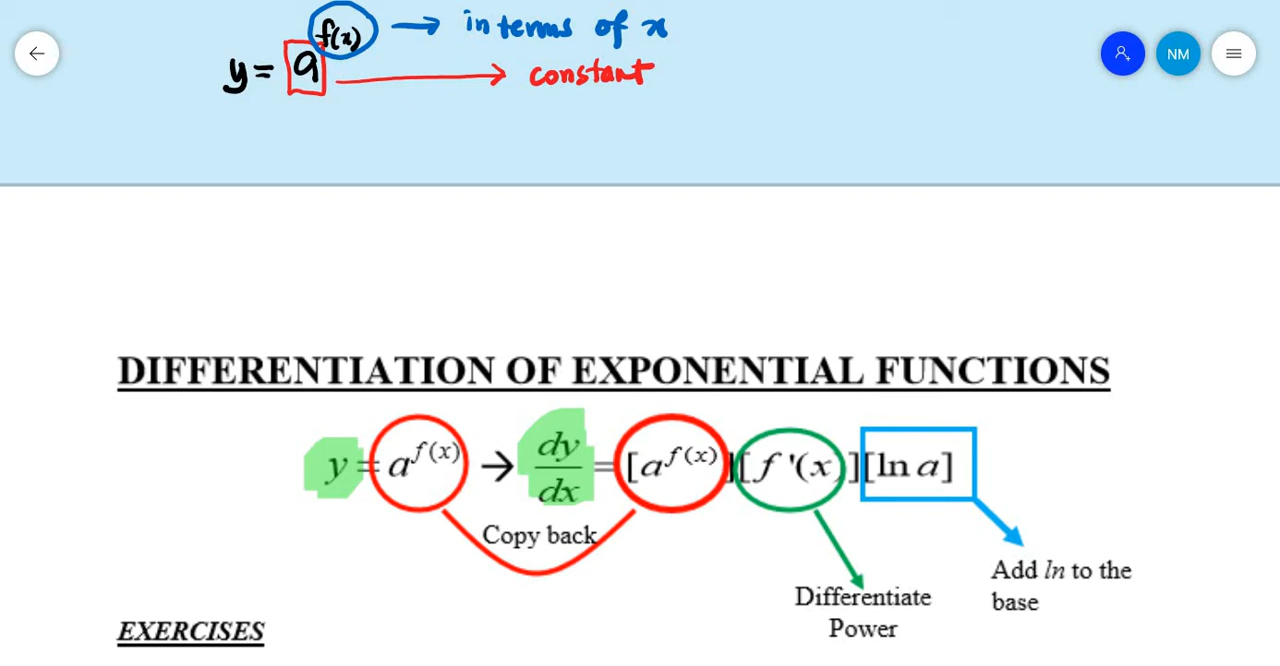 f(x) → in terms of x
y = a → constant
NM
DIFFERENTIATION OF EXPONENTIAL FUNCTIONS
y = a^{f(x)} → dy/dx = [a^{f(x)}][f '(x)][ln a]
Copy back
Add ln to the
base
Differentiate
Power
EXERCISES